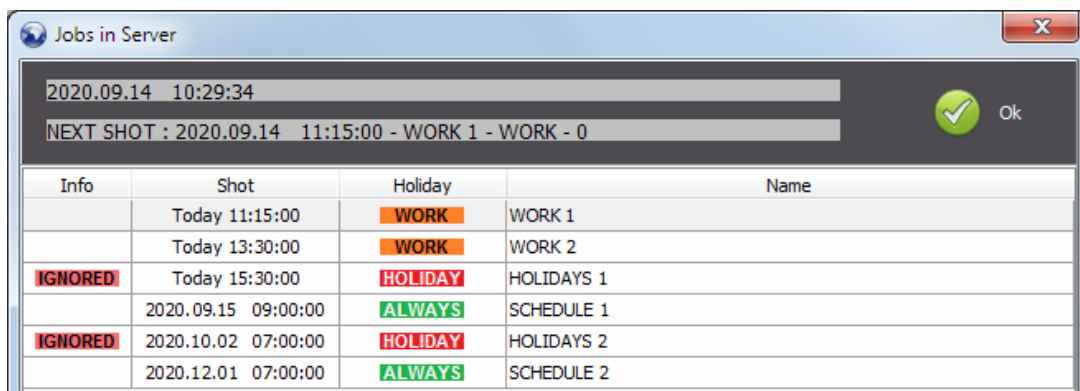 Jobs in Server
2020.09.14 10:29:34
Ok
NEXT SHOT : 2020.09.14 11:15:00 - WORK 1 - WORK - 0
Info Shot Holiday Name
Today 11:15:00 WORK WORK 1
Today 13:30:00 WORK WORK 2
IGNORED Today 15:30:00 HOLIDAY HOLIDAYS 1
2020.09.15 09:00:00 ALWAYS SCHEDULE 1
IGNORED 2020.10.02 07:00:00 HOLIDAY HOLIDAYS 2
2020.12.01 07:00:00 ALWAYS SCHEDULE 2